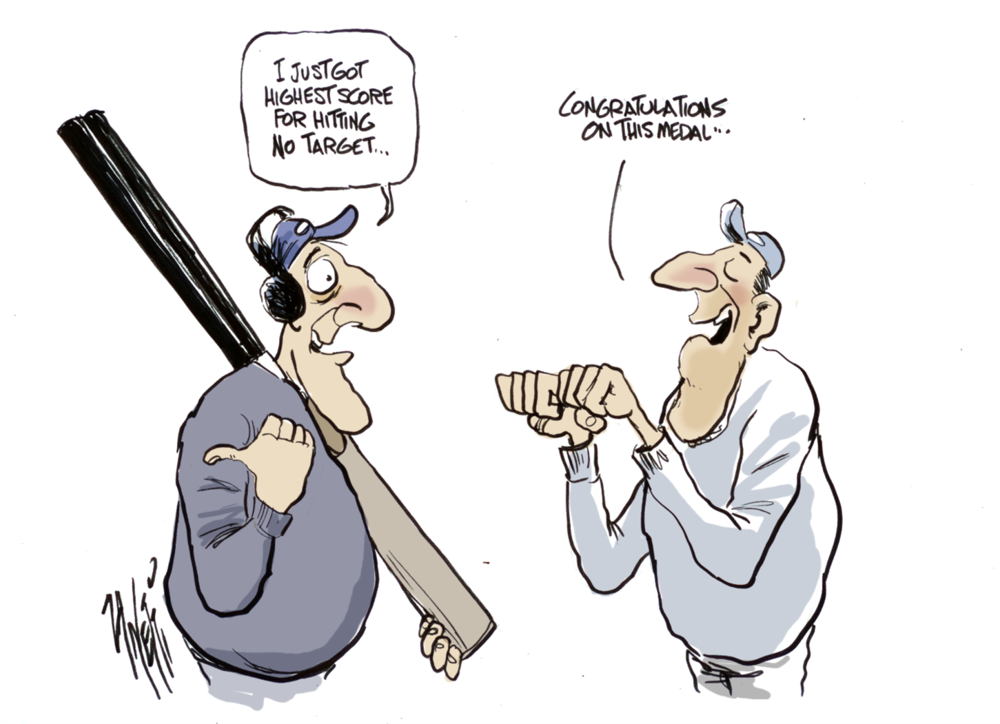 I JUST GOT
HIGHEST SCORE
FOR HITTING
NO TARGET...
CONGRATULATIONS
ON THIS MEDAL...